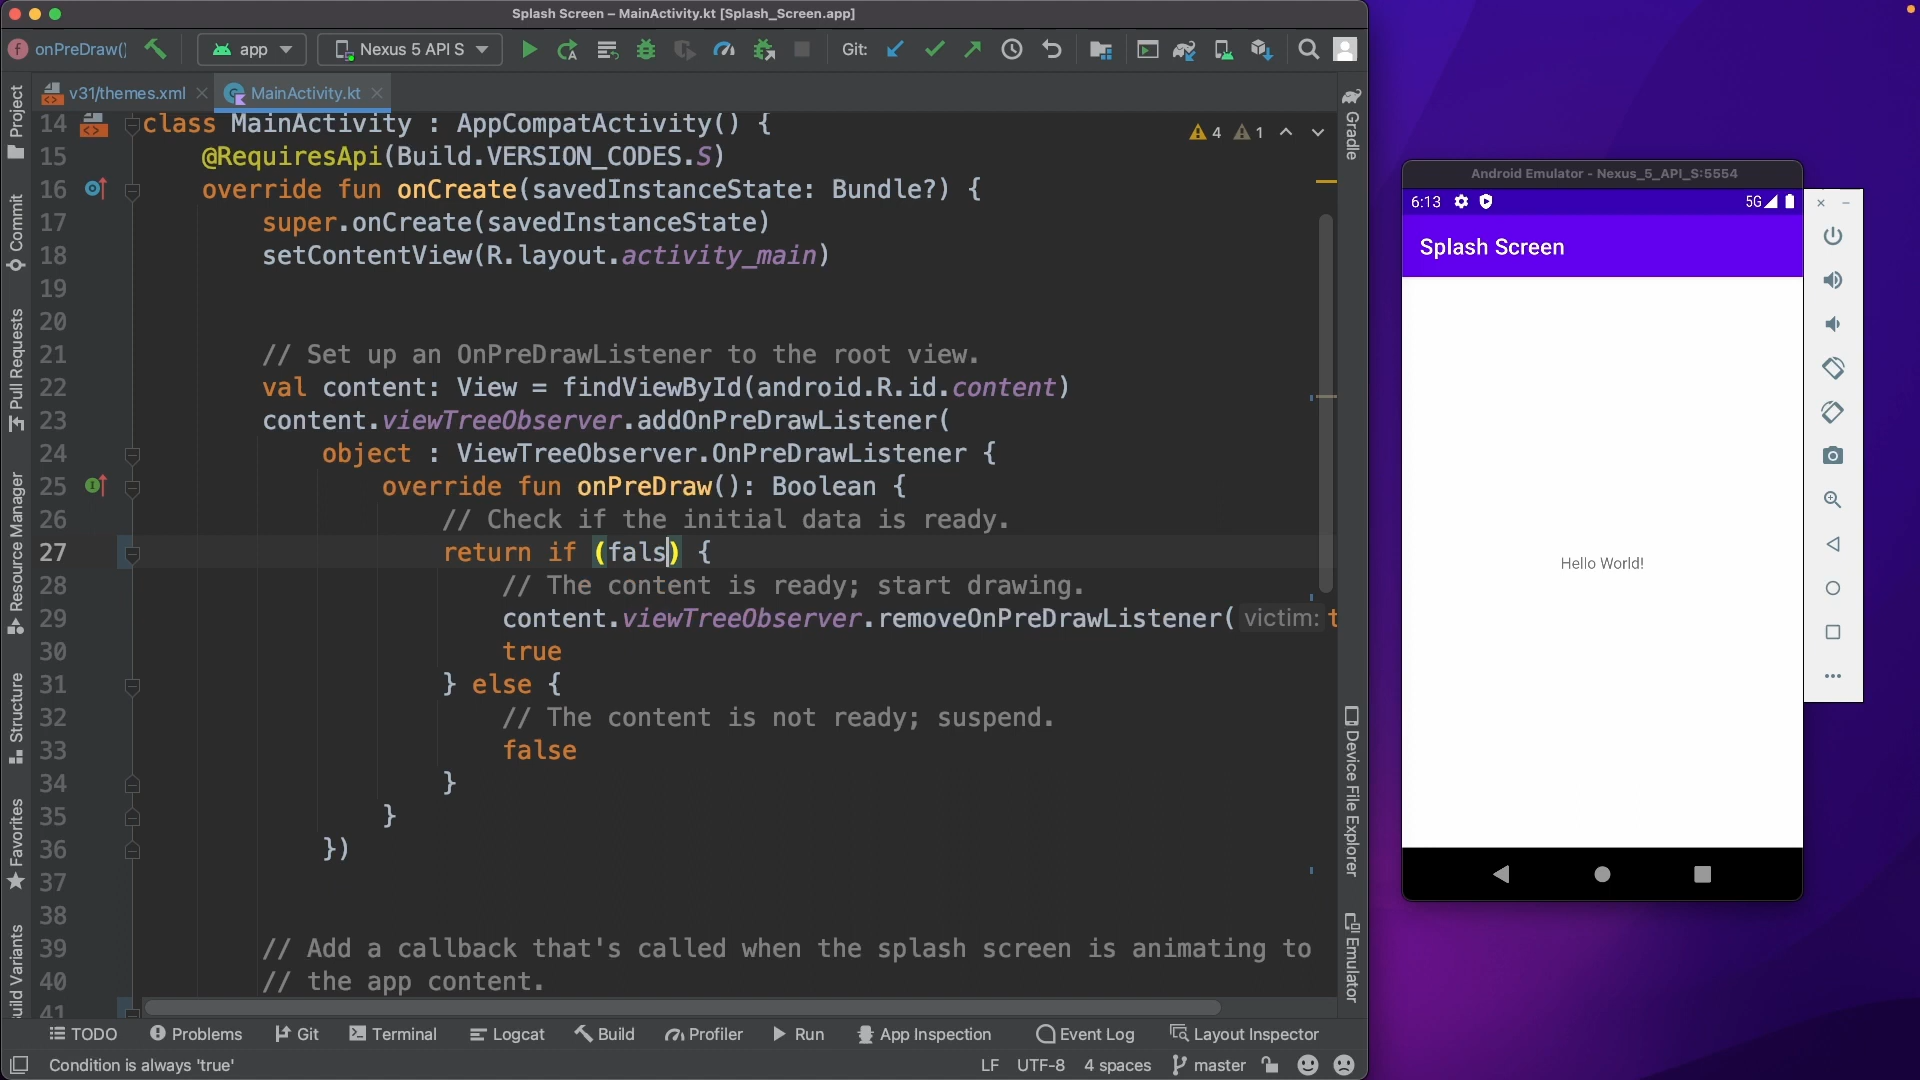 Splash Screen – MainActivity.kt [Splash_Screen.app]
onPreDraw()
app
Nexus 5 API S
Git:
v31/themes.xml
MainActivity.kt
4
1
14 class MainActivity : AppCompatActivity() {
15 @RequiresApi(Build.VERSION_CODES.S)
16 override fun onCreate(savedInstanceState: Bundle?) {
17 super.onCreate(savedInstanceState)
18 setContentView(R.layout.activity_main)
19
20
21 // Set up an OnPreDrawListener to the root view.
22 val content: View = findViewById(android.R.id.content)
23 content.viewTreeObserver.addOnPreDrawListener(
24 object : ViewTreeObserver.OnPreDrawListener {
25 override fun onPreDraw(): Boolean {
26 // Check if the initial data is ready.
27 return if (fals) {
28 // The content is ready; start drawing.
29 content.viewTreeObserver.removeOnPreDrawListener( victim: t
30 true
31 } else {
32 // The content is not ready; suspend.
33 false
34 }
35 }
36 })
37
38
39 // Add a callback that's called when the splash screen is animating to
40 // the app content.
41
Project
Commit
Pull Requests
Resource Manager
Structure
Favorites
uild Variants
Gradle
Device File Explorer
Emulator
TODO
Problems
Git
Terminal
Logcat
Build
Profiler
Run
App Inspection
Event Log
Layout Inspector
Condition is always 'true'
LF
UTF-8
4 spaces
master
Android Emulator - Nexus_5_API_S:5554
6:13
5G
Splash Screen
Hello World!